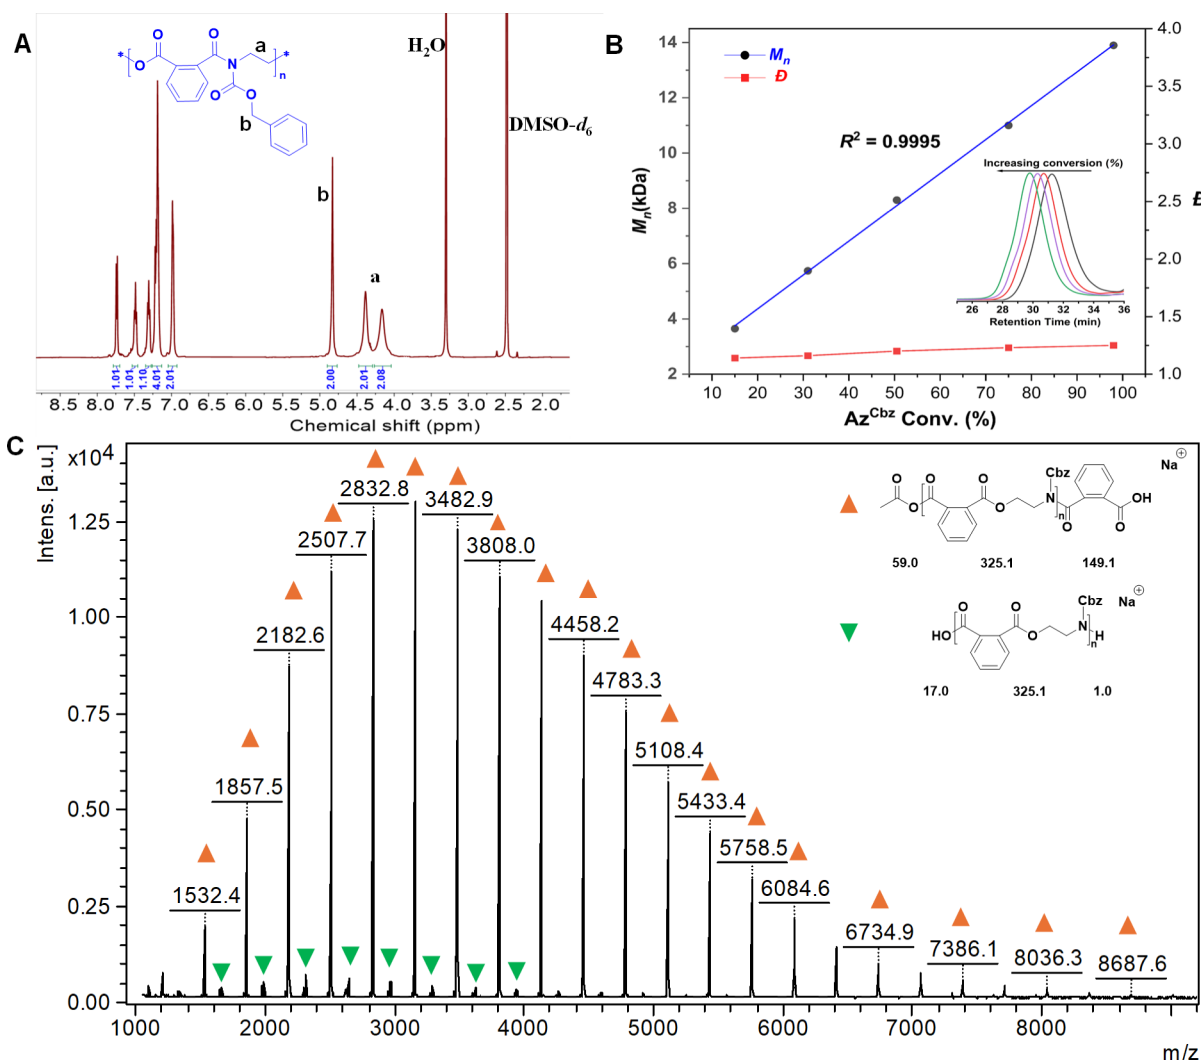 A
H2O
DMSO-d6
* O O O N a * n
O O
b
b
a
1.01
1.01
1.10
4.01
2.01
2.00
2.01
2.08
8.5 8.0 7.5 7.0 6.5 6.0 5.5 5.0 4.5 4.0 3.5 3.0 2.5 2.0
Chemical shift (ppm)
B
Mn
Đ
R2 = 0.9995
Increasing conversion (%)
26 28 30 32 34 36
Retention Time (min)
14
12
10
8
6
4
2
Mn(kDa)
4.0
3.5
3.0
2.5
2.0
1.5
1.0
Đ
10 20 30 40 50 60 70 80 90 100
AzCbz Conv. (%)
C
x10^4
Intens. [a.u.]
1.25
1.00
0.75
0.50
0.25
0.00
1532.4
1857.5
2182.6
2507.7
2832.8
3482.9
3808.0
4458.2
4783.3
5108.4
5433.4
5758.5
6084.6
6734.9
7386.1
8036.3
8687.6
Cbz Na⊕
O O O O N n O OH O
59.0 325.1 149.1
Cbz Na⊕
HO O O O N H n
17.0 325.1 1.0
1000 2000 3000 4000 5000 6000 7000 8000
m/z